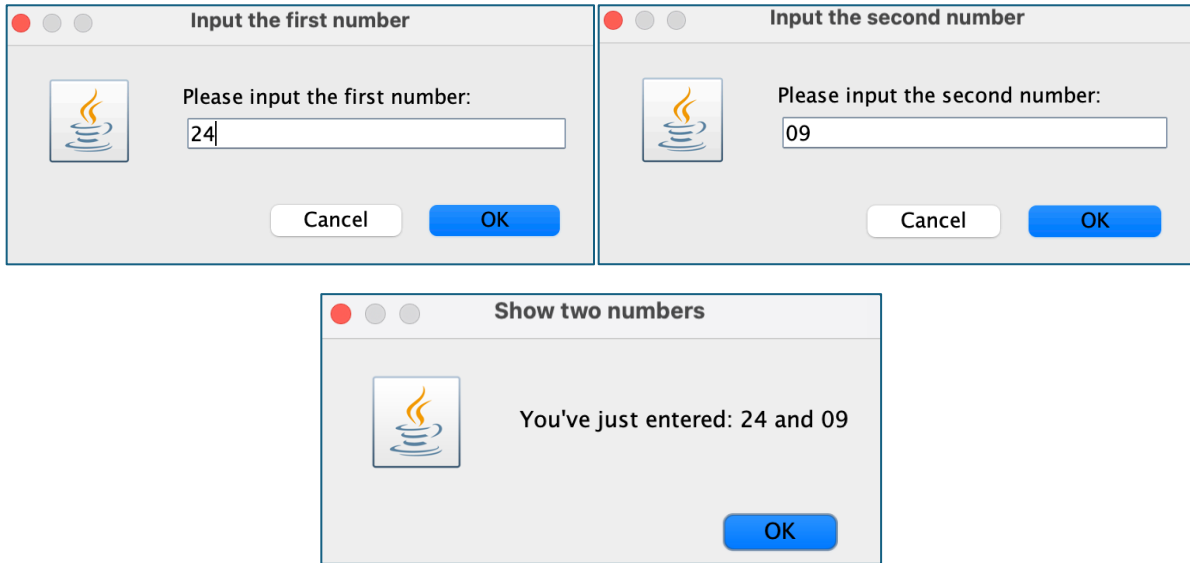 Input the first number
Please input the first number:
24
Cancel
OK
Input the second number
Please input the second number:
09
Cancel
OK
Show two numbers
You've just entered: 24 and 09
OK